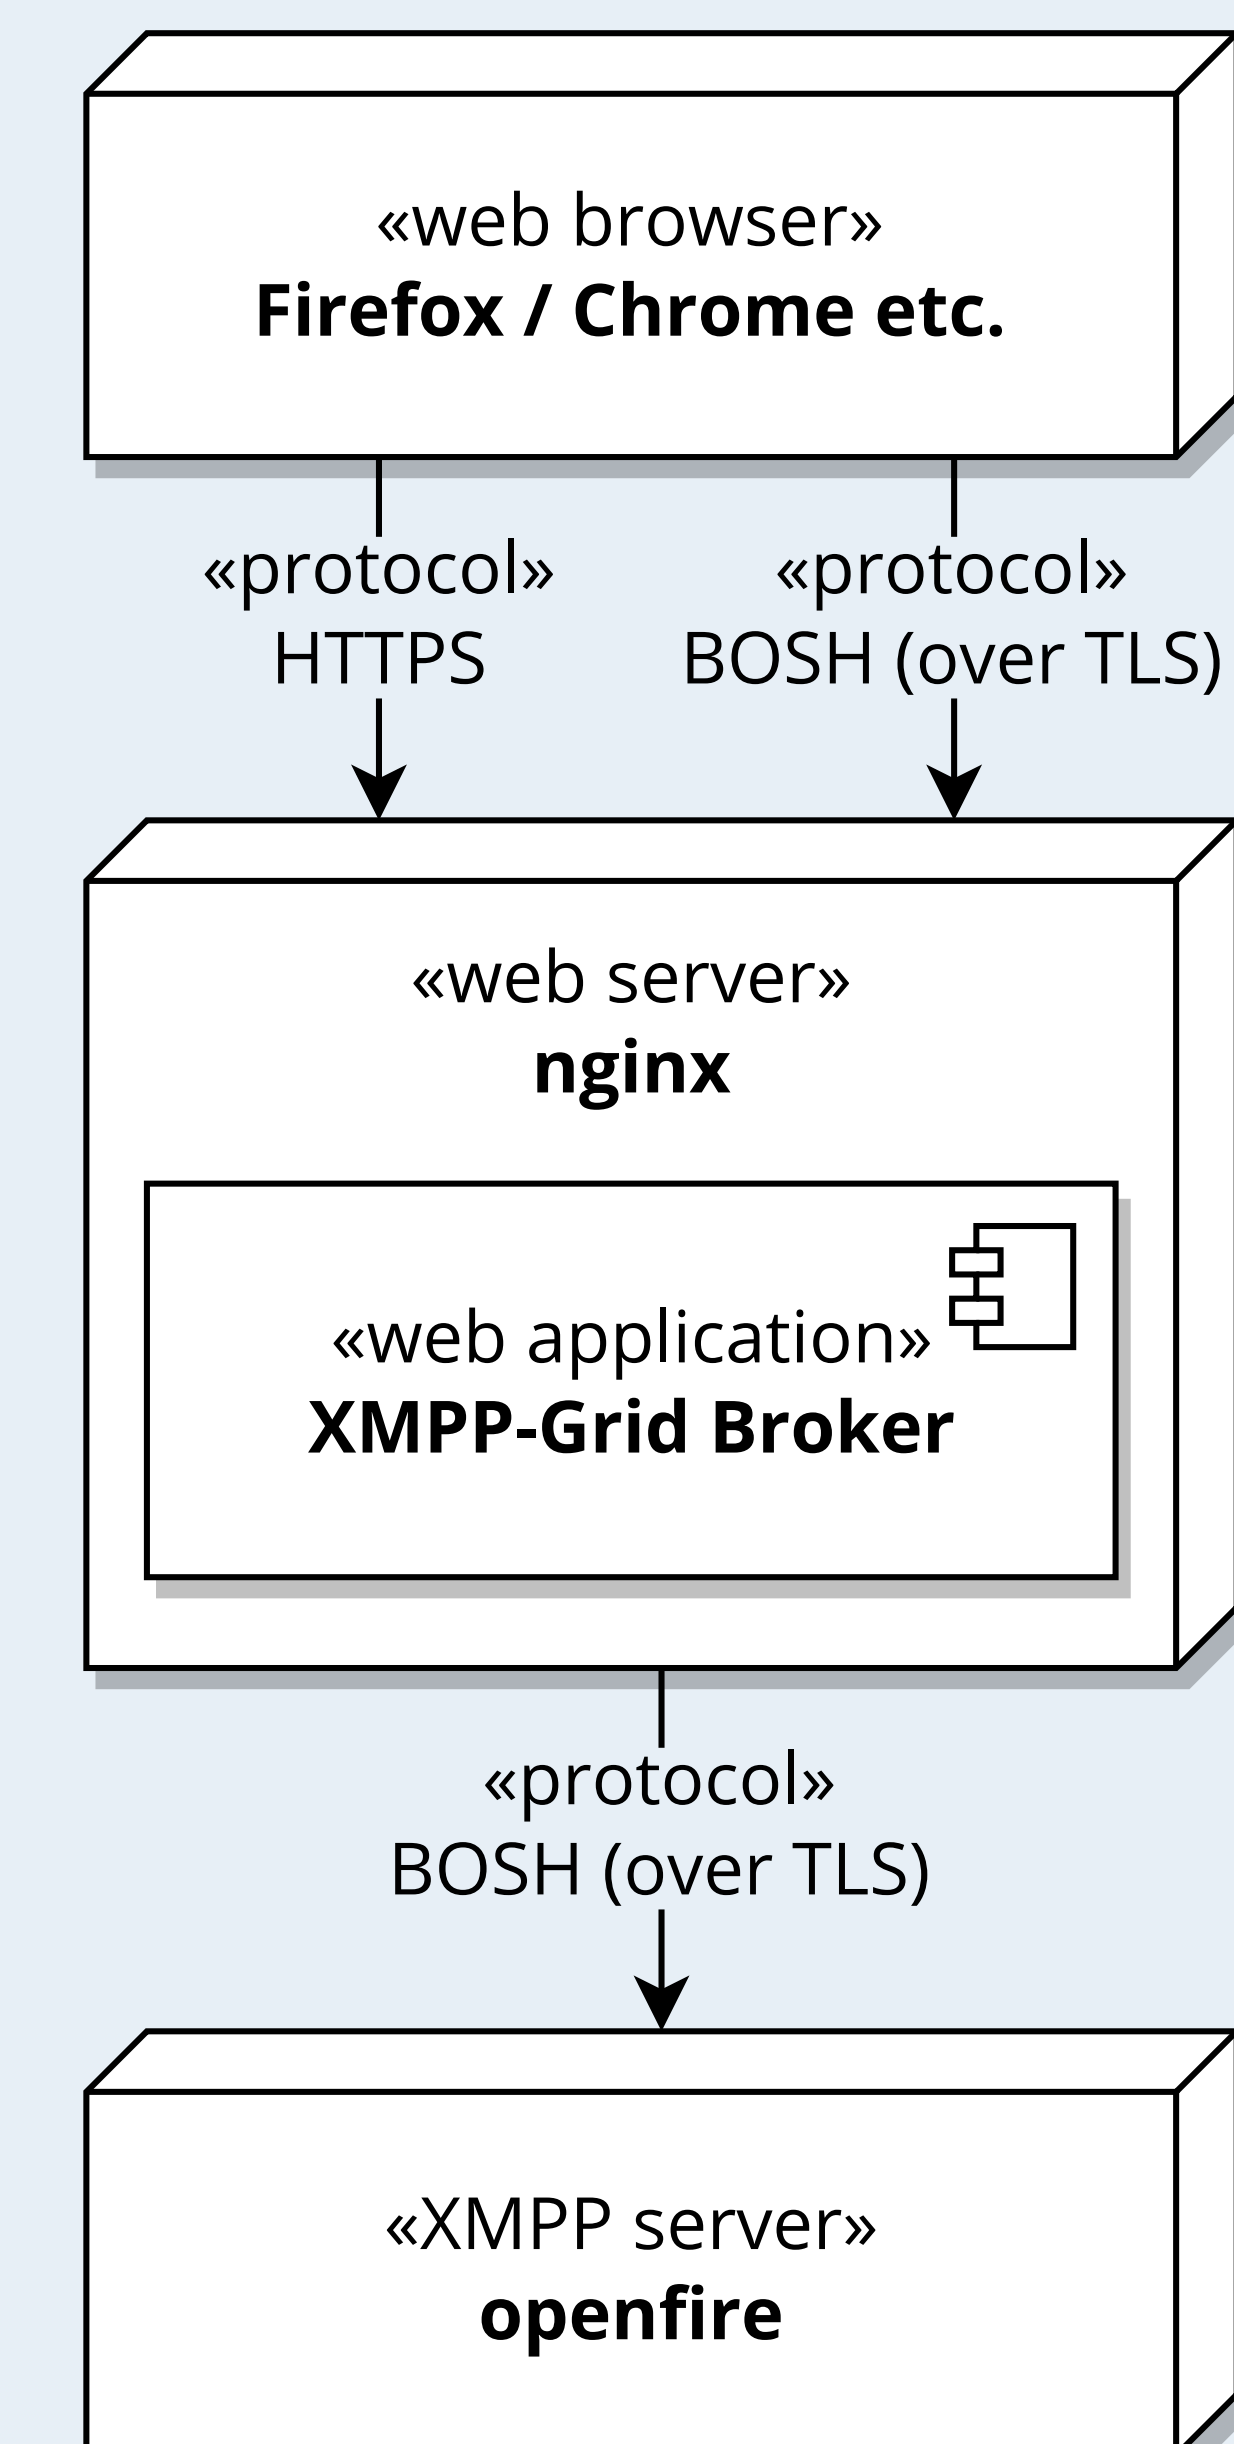 «web browser»
Firefox / Chrome etc.
«protocol»
HTTPS
«protocol»
BOSH (over TLS)
«web server»
nginx
«web application»
XMPP-Grid Broker
«protocol»
BOSH (over TLS)
«XMPP server»
openfire